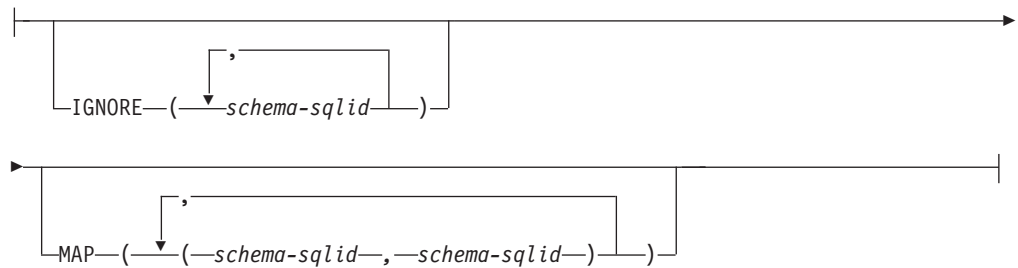 ,
IGNORE ( schema-sqlid )
,
MAP ( ( schema-sqlid , schema-sqlid ) )